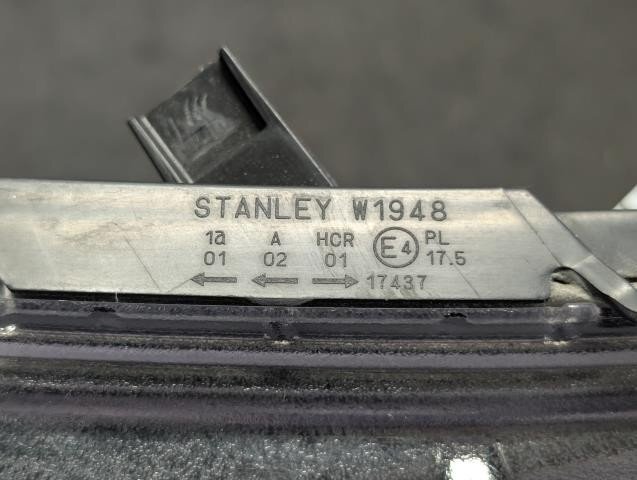 STANLEY W1948
1a A HCR E4 PL
01 02 01 17.5
← ← → 17437